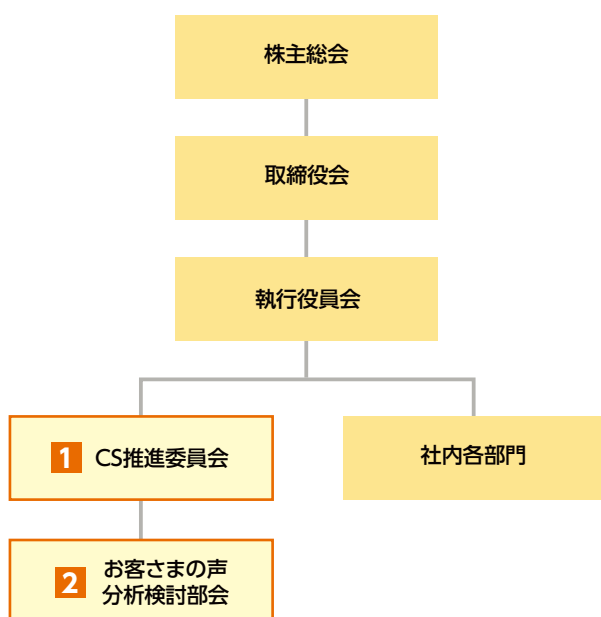 株主総会
取締役会
執行役員会
1 CS推進委員会
社内各部門
2 お客さまの声
分析検討部会